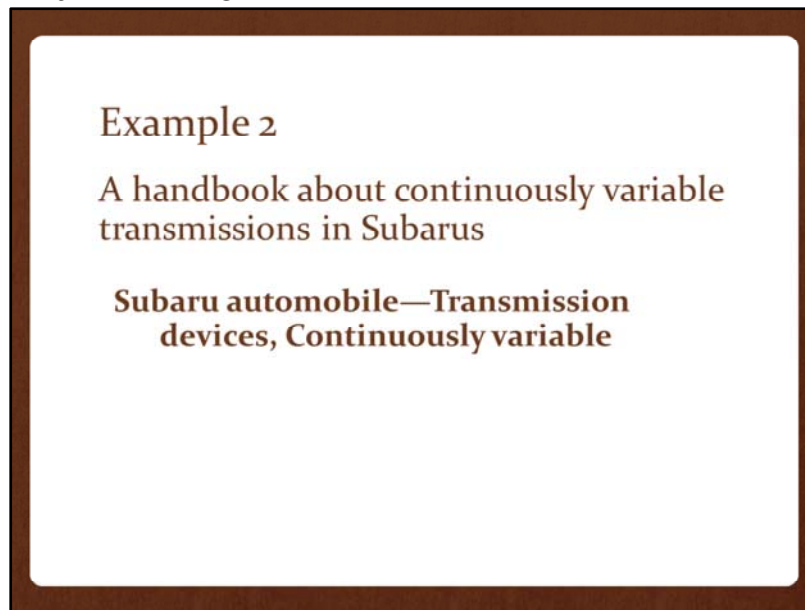 Example 2
A handbook about continuously variable
transmissions in Subarus
Subaru automobile—Transmission
devices, Continuously variable